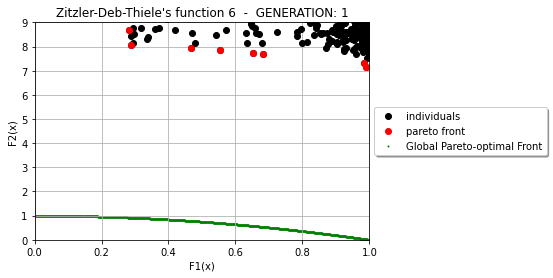 Zitzler-Deb-Thiele's function 6 - GENERATION: 1
9
8
7
6
5
4
3
2
1
0
F2(x)
0.0 0.2 0.4 0.6 0.8 1.0
F1(x)
individuals
pareto front
Global Pareto-optimal Front